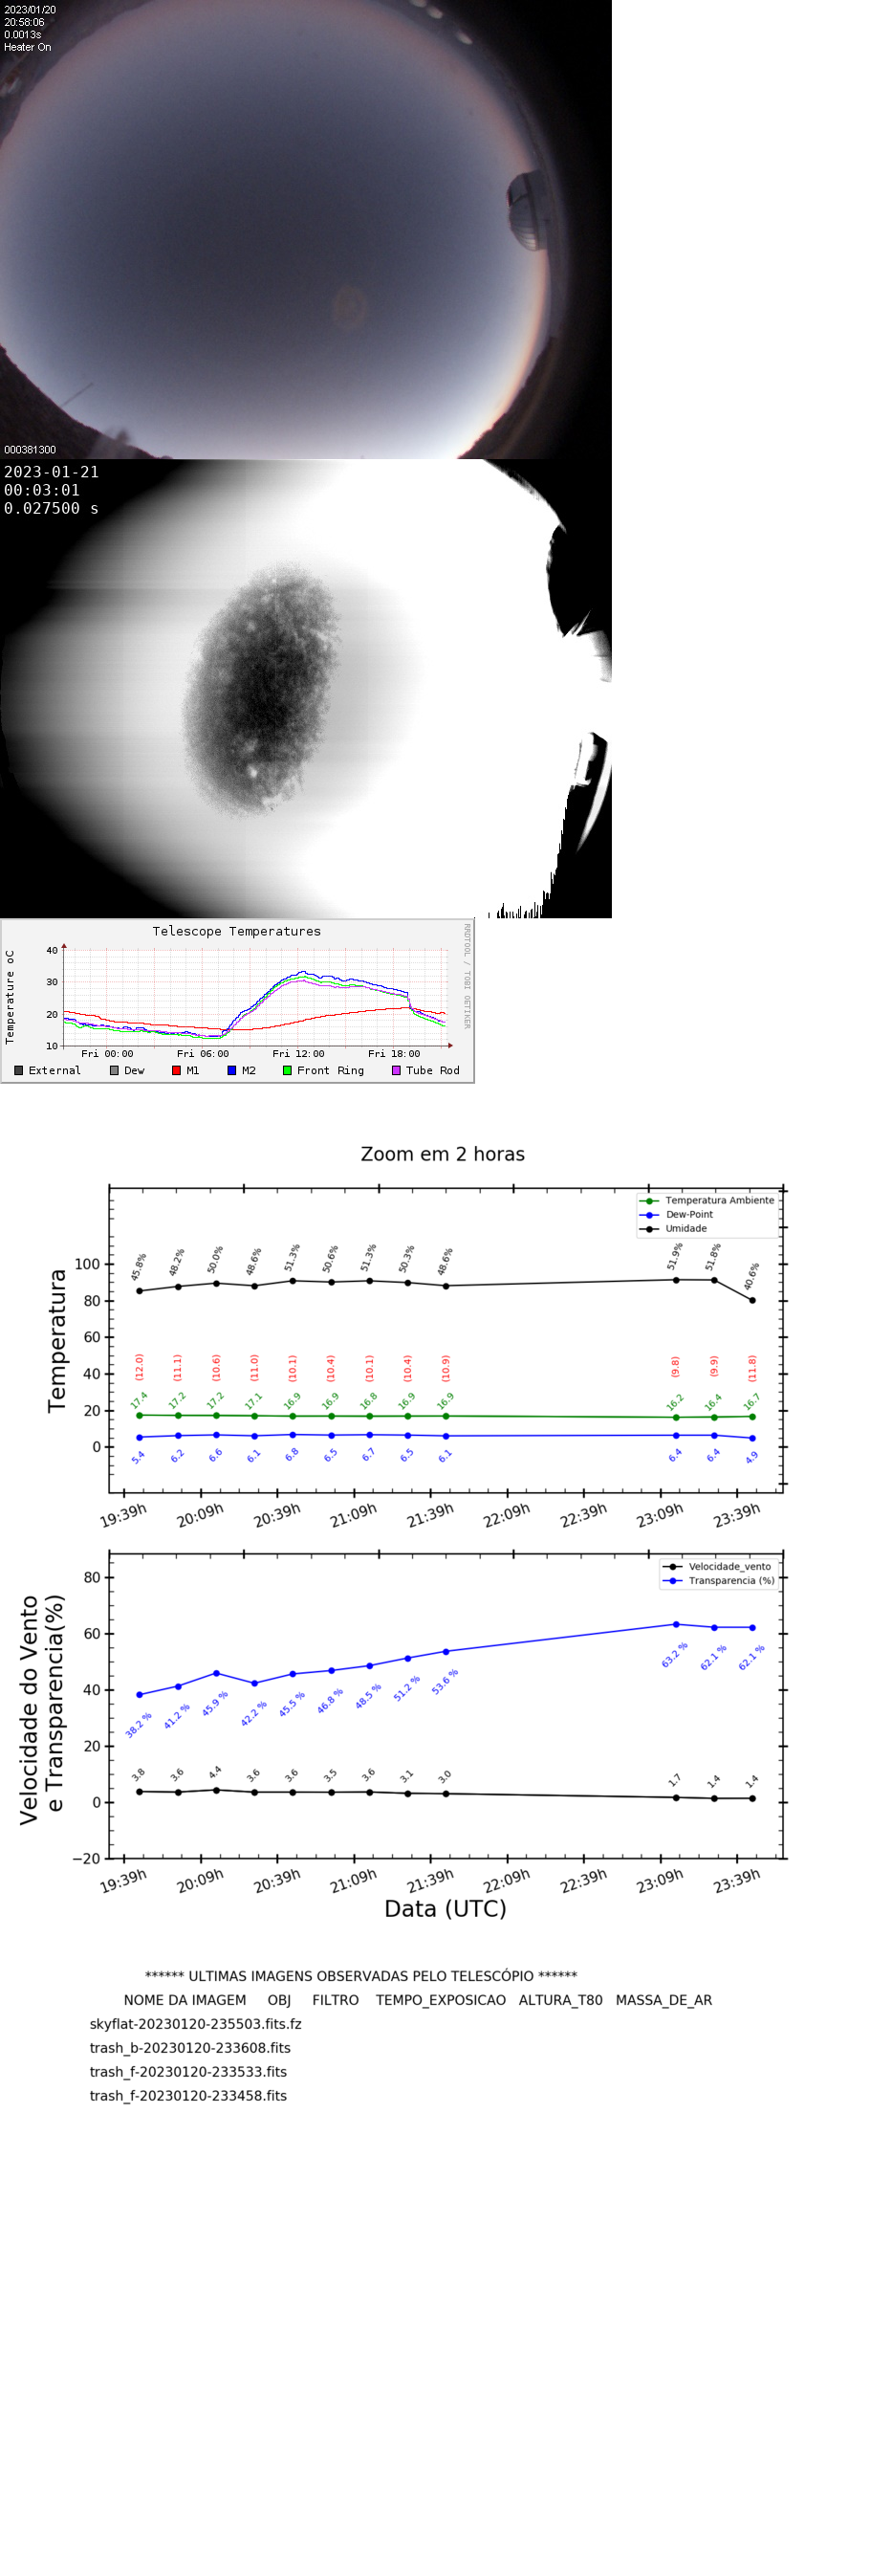 2023/01/20
20:58:06
0.0013s
Heater On
000381300
2023-01-21
00:03:01
0.027500 s
Telescope Temperatures
RRDTOOL / TOBI OETIKER
Temperature oC
40
30
20
10
Fri 00:00 Fri 06:00 Fri 12:00 Fri 18:00
External Dew M1 M2 Front Ring Tube Rod
Zoom em 2 horas
Temperatura Ambiente
Dew-Point
Umidade
Temperatura
100
80
60
40
20
0
45.8% 48.2% 50.0% 48.6% 51.3% 50.6% 51.3% 50.3% 48.6% 51.9% 51.8% 40.6%
(12.0) (11.1) (10.6) (11.0) (10.1) (10.4) (10.1) (10.4) (10.9) (9.8) (9.9) (11.8)
17.4 17.2 17.2 17.1 16.9 16.9 16.8 16.9 16.9 16.2 16.4 16.7
5.4 6.2 6.6 6.1 6.8 6.5 6.7 6.5 6.1 6.4 6.4 4.9
19:39h 20:09h 20:39h 21:09h 21:39h 22:09h 22:39h 23:09h 23:39h
Velocidade_vento
Transparencia (%)
Velocidade do Vento
e Transparencia(%)
80
60
40
20
0
−20
38.2 % 41.2 % 45.9 % 42.2 % 45.5 % 46.8 % 48.5 % 51.2 % 53.6 % 63.2 % 62.1 % 62.1 %
3.8 3.6 4.4 3.6 3.6 3.5 3.6 3.1 3.0 1.7 1.4 1.4
19:39h 20:09h 20:39h 21:09h 21:39h 22:09h 22:39h 23:09h 23:39h
Data (UTC)
****** ULTIMAS IMAGENS OBSERVADAS PELO TELESCÓPIO ******
NOME DA IMAGEM OBJ FILTRO TEMPO_EXPOSICAO ALTURA_T80 MASSA_DE_AR
skyflat-20230120-235503.fits.fz
trash_b-20230120-233608.fits
trash_f-20230120-233533.fits
trash_f-20230120-233458.fits